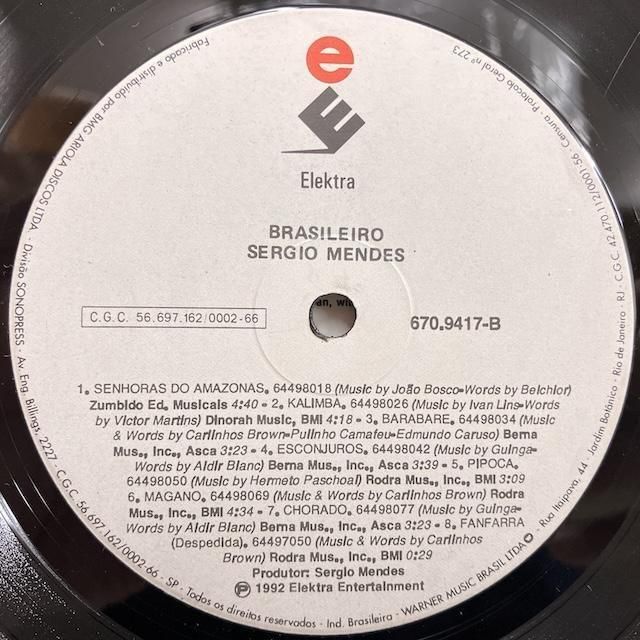 e
E
Elektra
BRASILEIRO
SERGIO MENDES
C.G.C. 56.697.162/0002-66
an, wi
670.9417-B
1. SENHORAS DO AMAZONAS. 64498018 (Music by João Bosco-Words by Belchior)
Zumbido Ed. Musicais 4:40 - 2. KALIMBA. 64498026 (Music by Ivan Lins-Words
by Victor Martins) Dinorah Music, BMI 4:18 - 3. BARABARE. 64498034 (Music
& Words by Carlinhos Brown-Pulinho Camafeu-Edmundo Caruso) Berna
Mus., Inc., Asca 3:23 - 4. ESCONJUROS. 64498042 (Music by Guinga-
Words by Aldir Blanc) Berna Mus., Inc., Asca 3:39 - 5. PIPOCA.
64498050 (Music by Hermeto Paschoal) Rodra Mus., Inc., BMI 3:09
6. MAGANO. 64498069 (Music & Words by Carlinhos Brown) Rodra
Mus., Inc., BMI 4:34 - 7. CHORADO. 64498077 (Music by Guinga-
Words by Aldir Blanc) Berna Mus., Inc., Asca 3:23 - 8. FANFARRA
(Despedida). 64497050 (Music & Words by Carlinhos
Brown) Rodra Mus., Inc., BMI 0:29
Produtor: Sergio Mendes
Ⓟ 1992 Elektra Entertainment
Fabricado e distribuído por BMG ARIOLA DISCOS LTDA. - Divisão SONOPRESS - Av. Eng. Billings, 2227 - C.G.C. 56.697.162/0002-66 - SP - Todos os direitos reservados - Ind. Brasileira - WARNER MUSIC BRASIL LTDA © - Rua Itaipava, 44 - Jardim Botânico - Rio de Janeiro - RJ - C.G.C. 42.470.112/0001-56 - Censura - Protocolo Geral nº 273